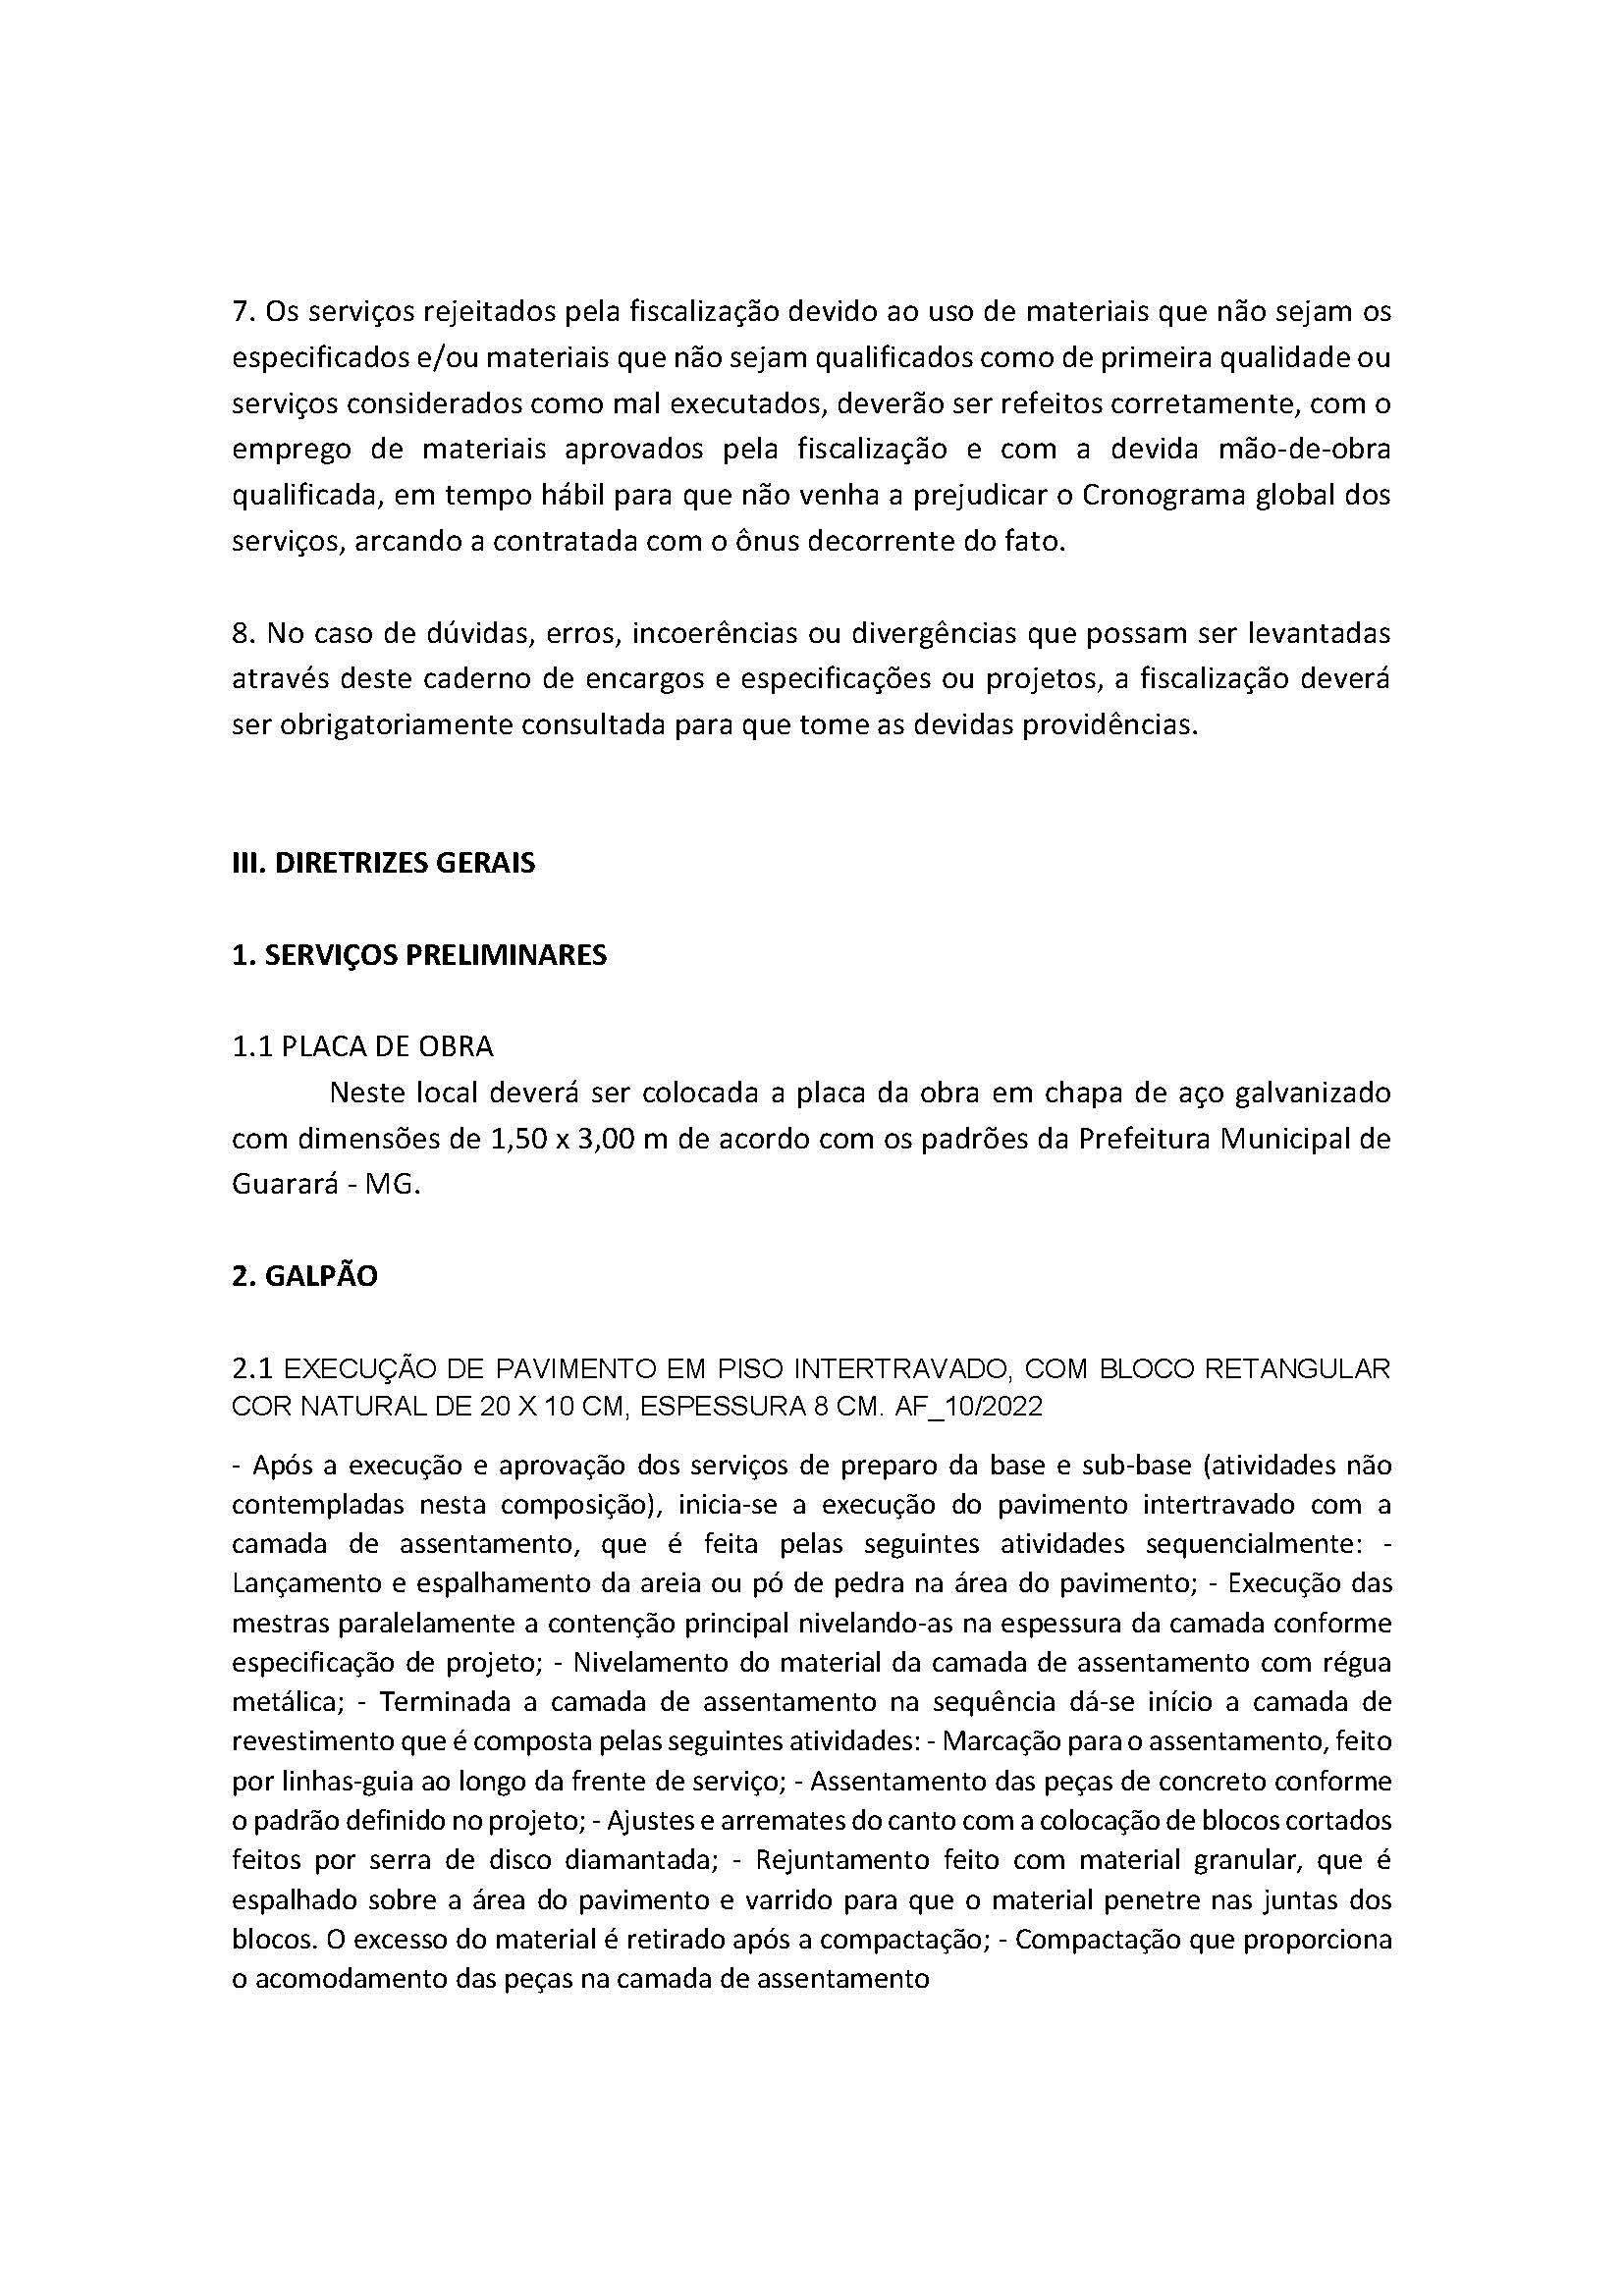 7. Os serviços rejeitados pela fiscalização devido ao uso de materiais que não sejam os
especificados e/ou materiais que não sejam qualificados como de primeira qualidade ou
serviços considerados como mal executados, deverão ser refeitos corretamente, com o
emprego de materiais aprovados pela fiscalização e com a devida mão-de-obra
qualificada, em tempo hábil para que não venha a prejudicar o Cronograma global dos
serviços, arcando a contratada com o ônus decorrente do fato.
8. No caso de dúvidas, erros, incoerências ou divergências que possam ser levantadas
através deste caderno de encargos e especificações ou projetos, a fiscalização deverá
ser obrigatoriamente consultada para que tome as devidas providências.
III. DIRETRIZES GERAIS
1. SERVIÇOS PRELIMINARES
1.1 PLACA DE OBRA
Neste local deverá ser colocada a placa da obra em chapa de aço galvanizado
com dimensões de 1,50 x 3,00 m de acordo com os padrões da Prefeitura Municipal de
Guarará - MG.
2. GALPÃO
2.1 EXECUÇÃO DE PAVIMENTO EM PISO INTERTRAVADO, COM BLOCO RETANGULAR
COR NATURAL DE 20 X 10 CM, ESPESSURA 8 CM. AF_10/2022
- Após a execução e aprovação dos serviços de preparo da base e sub-base (atividades não
contempladas nesta composição), inicia-se a execução do pavimento intertravado com a
camada de assentamento, que é feita pelas seguintes atividades sequencialmente: -
Lançamento e espalhamento da areia ou pó de pedra na área do pavimento; - Execução das
mestras paralelamente a contenção principal nivelando-as na espessura da camada conforme
especificação de projeto; - Nivelamento do material da camada de assentamento com régua
metálica; - Terminada a camada de assentamento na sequência dá-se início a camada de
revestimento que é composta pelas seguintes atividades: - Marcação para o assentamento, feito
por linhas-guia ao longo da frente de serviço; - Assentamento das peças de concreto conforme
o padrão definido no projeto; - Ajustes e arremates do canto com a colocação de blocos cortados
feitos por serra de disco diamantada; - Rejuntamento feito com material granular, que é
espalhado sobre a área do pavimento e varrido para que o material penetre nas juntas dos
blocos. O excesso do material é retirado após a compactação; - Compactação que proporciona
o acomodamento das peças na camada de assentamento